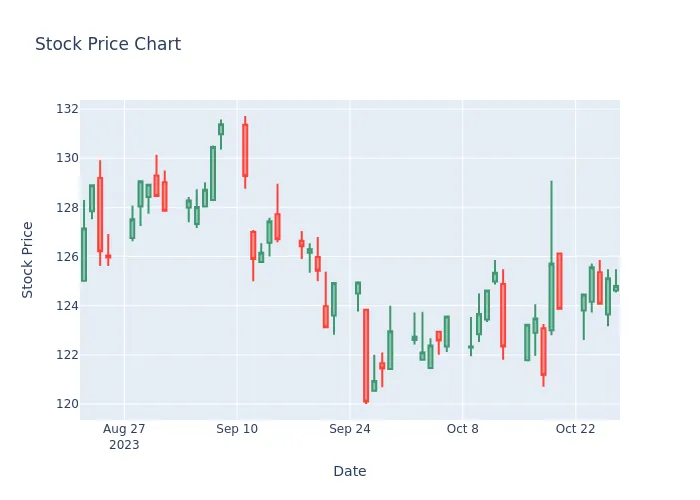 Stock Price Chart
Stock Price
132
130
128
126
124
122
120
Aug 27
2023
Sep 10
Sep 24
Oct 8
Oct 22
Date